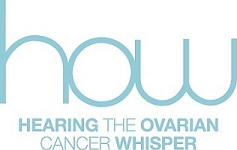 how
HEARING THE OVARIAN
CANCER WHISPER